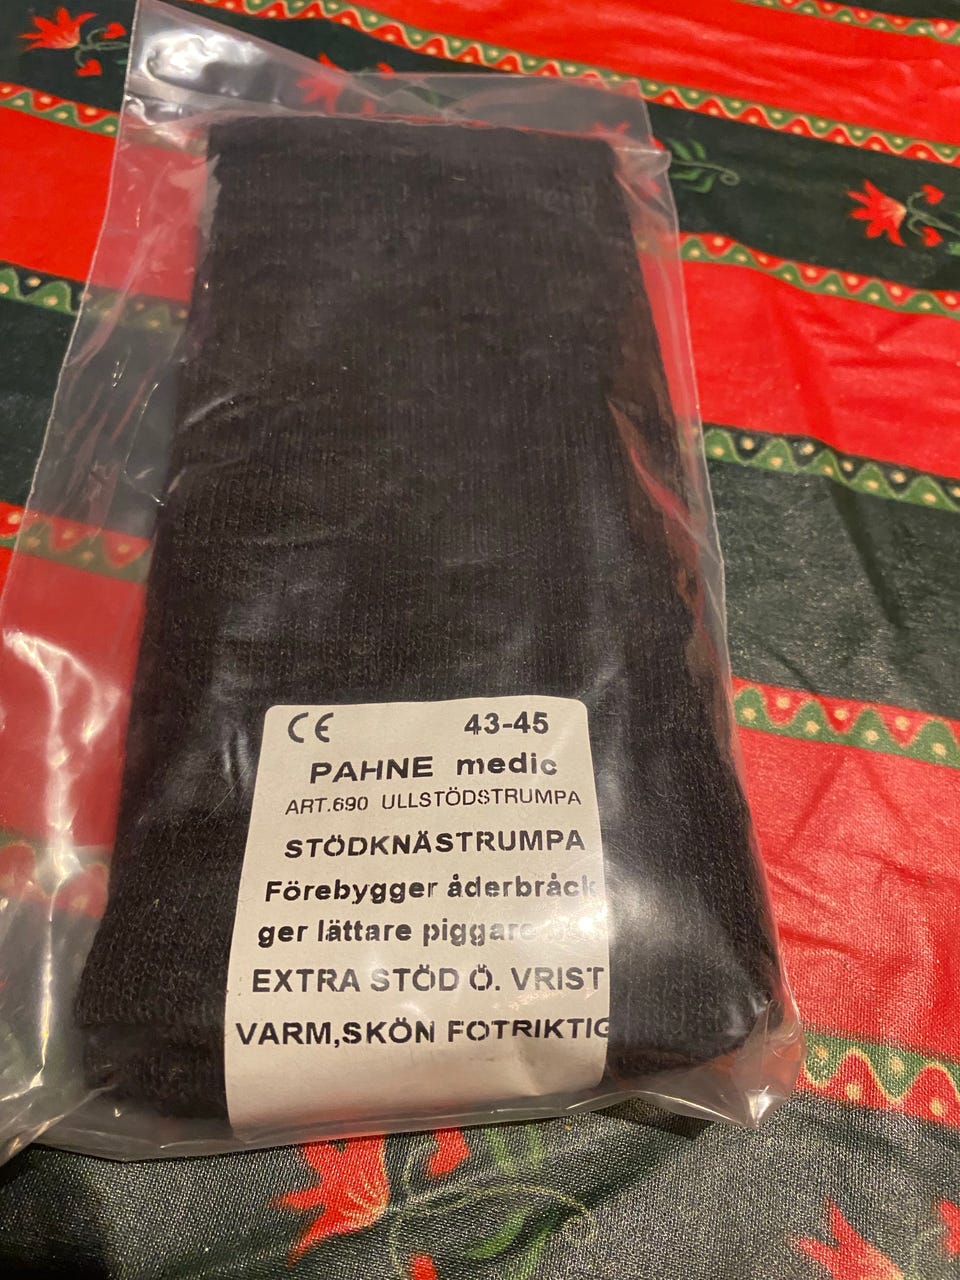 CE 43-45
PAHNE medic
ART.690 ULLSTÖDSTRUMPA
STÖDKNÄSTRUMPA
Förebygger åderbråck
ger lättare piggare
EXTRA STÖD Ö. VRIST
VARM,SKÖN FOTRIKTIG